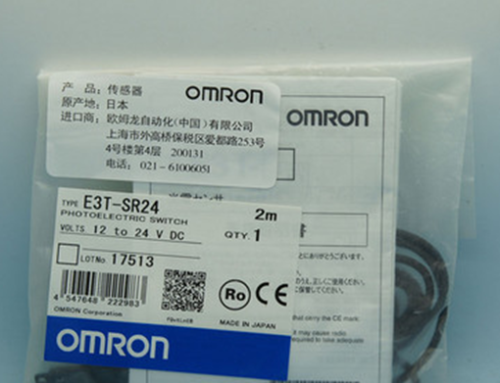 产 品：传感器 OMRON
原产地：日本
进口商：欧姆龙自动化(中国)有限公司
上海市外高桥保税区爱都路253号
4号楼第4层 200131
电话：021-61006051
OMRON
TYPE E3T-SR24 2m
PHOTOELECTRIC SWITCH
VOLTS 12 to 24 V DC QTY. 1
LOT No 17513
4 547648 222983
OMRON Corporation
Ro CE
MADE IN JAPAN
OMRON